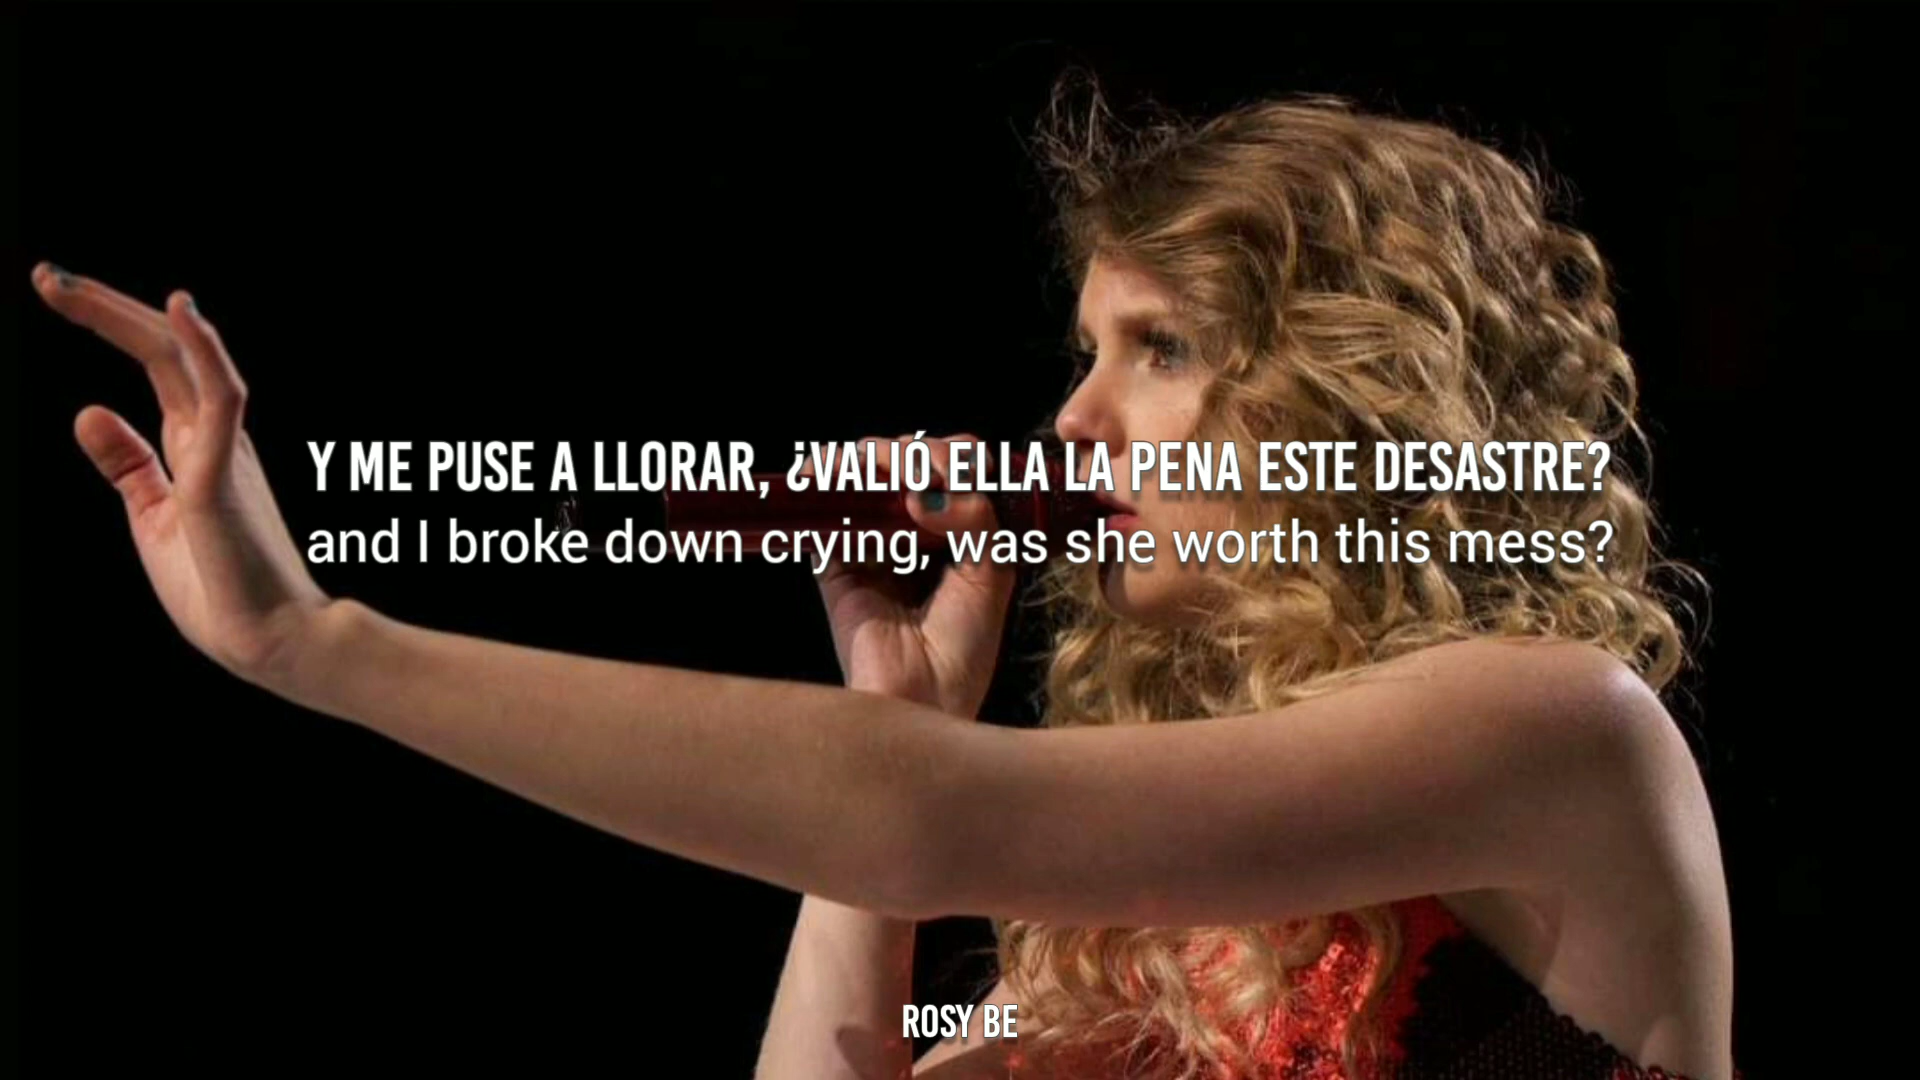 Y ME PUSE A LLORAR, ¿VALIÓ ELLA LA PENA ESTE DESASTRE?
and I broke down crying, was she worth this mess?
ROSY BE